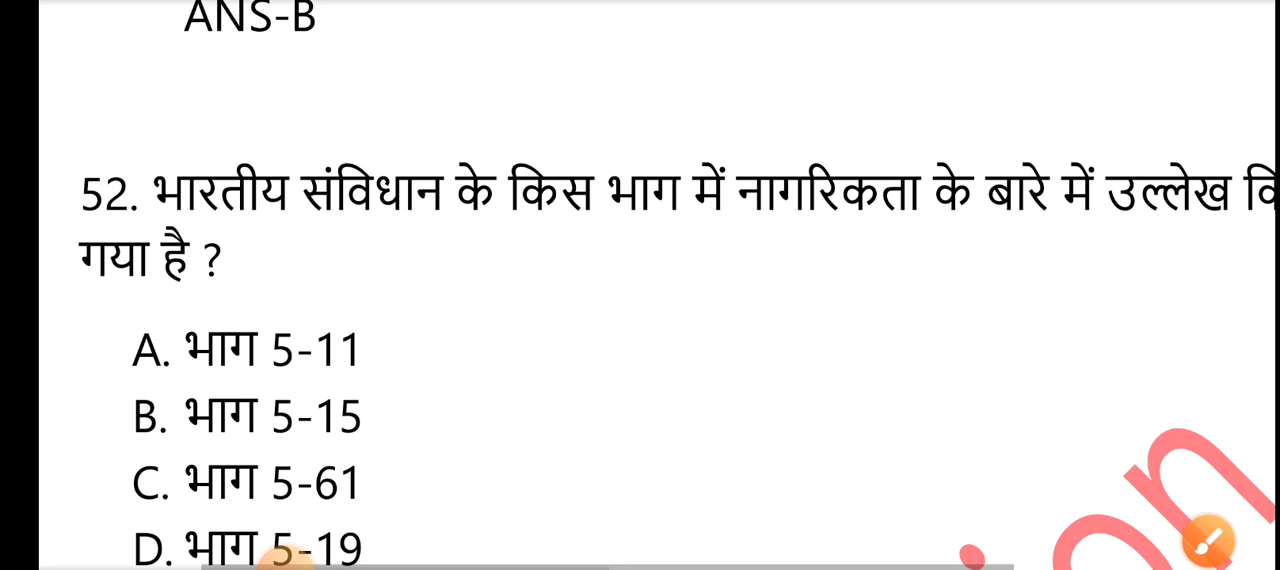 ANS-B
52. भारतीय संविधान के किस भाग में नागरिकता के बारे में उल्लेख
गया है ?
A. भाग 5-11
B. भाग 5-15
C. भाग 5-61
D. भाग 5-19